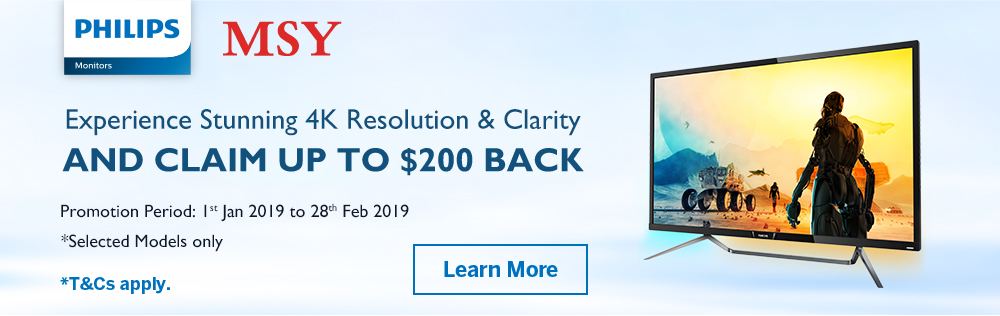 PHILIPS
Monitors
MSY
Experience Stunning 4K Resolution & Clarity
AND CLAIM UP TO $200 BACK
Promotion Period: 1st Jan 2019 to 28th Feb 2019
*Selected Models only
*T&Cs apply.
Learn More